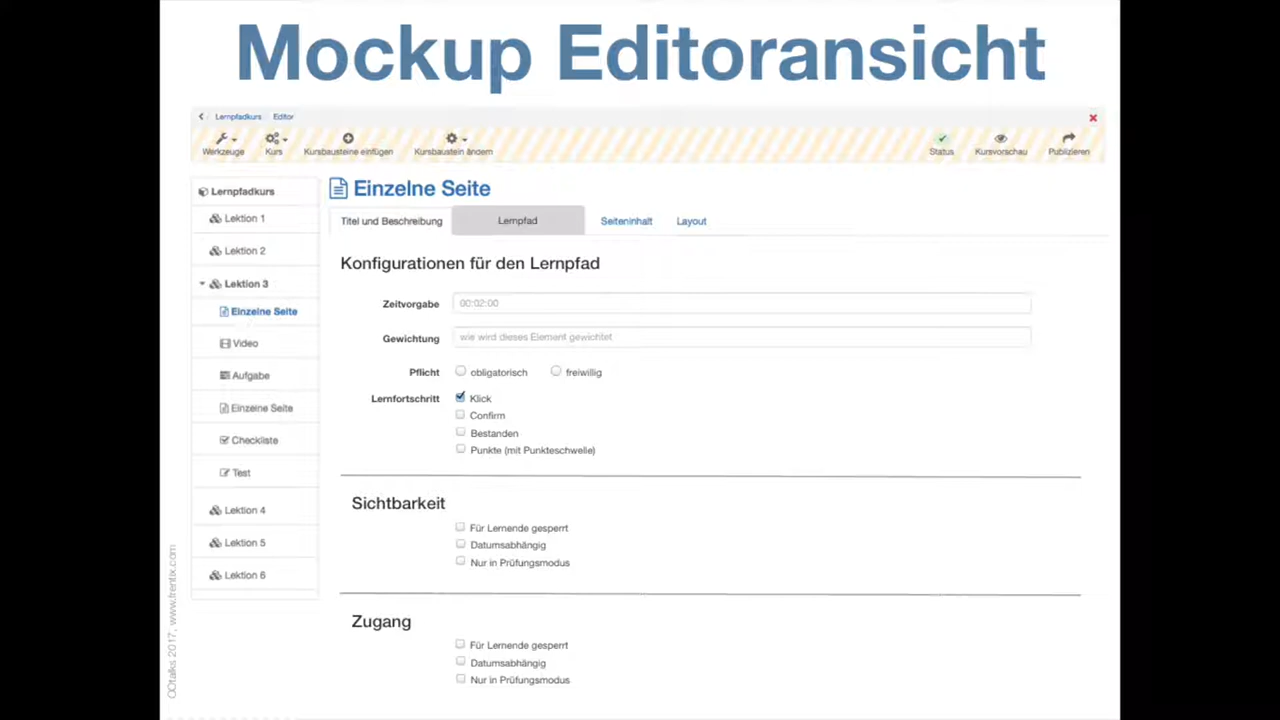 Mockup Editoransicht
Lernpfadkurs Editor
Werkzeuge Kurs Kursbausteine einfügen Kursbaustein ändern Status Kursvorschau Publizieren
Lernpfadkurs
Lektion 1
Lektion 2
Lektion 3
Einzelne Seite
Video
Aufgabe
Einzelne Seite
Checkliste
Test
Lektion 4
Lektion 5
Lektion 6
Einzelne Seite
Titel und Beschreibung Lernpfad Seiteninhalt Layout
Konfigurationen für den Lernpfad
Zeitvorgabe 00:02:00
Gewichtung wie wird dieses Element gewichtet
Pflicht obligatorisch freiwillig
Lernfortschritt Klick
Confirm
Bestanden
Punkte (mit Punkteschwelle)
Sichtbarkeit
Für Lernende gesperrt
Datumsabhängig
Nur in Prüfungsmodus
Zugang
Für Lernende gesperrt
Datumsabhängig
Nur in Prüfungsmodus
OOtalks 2017, www.frentix.com